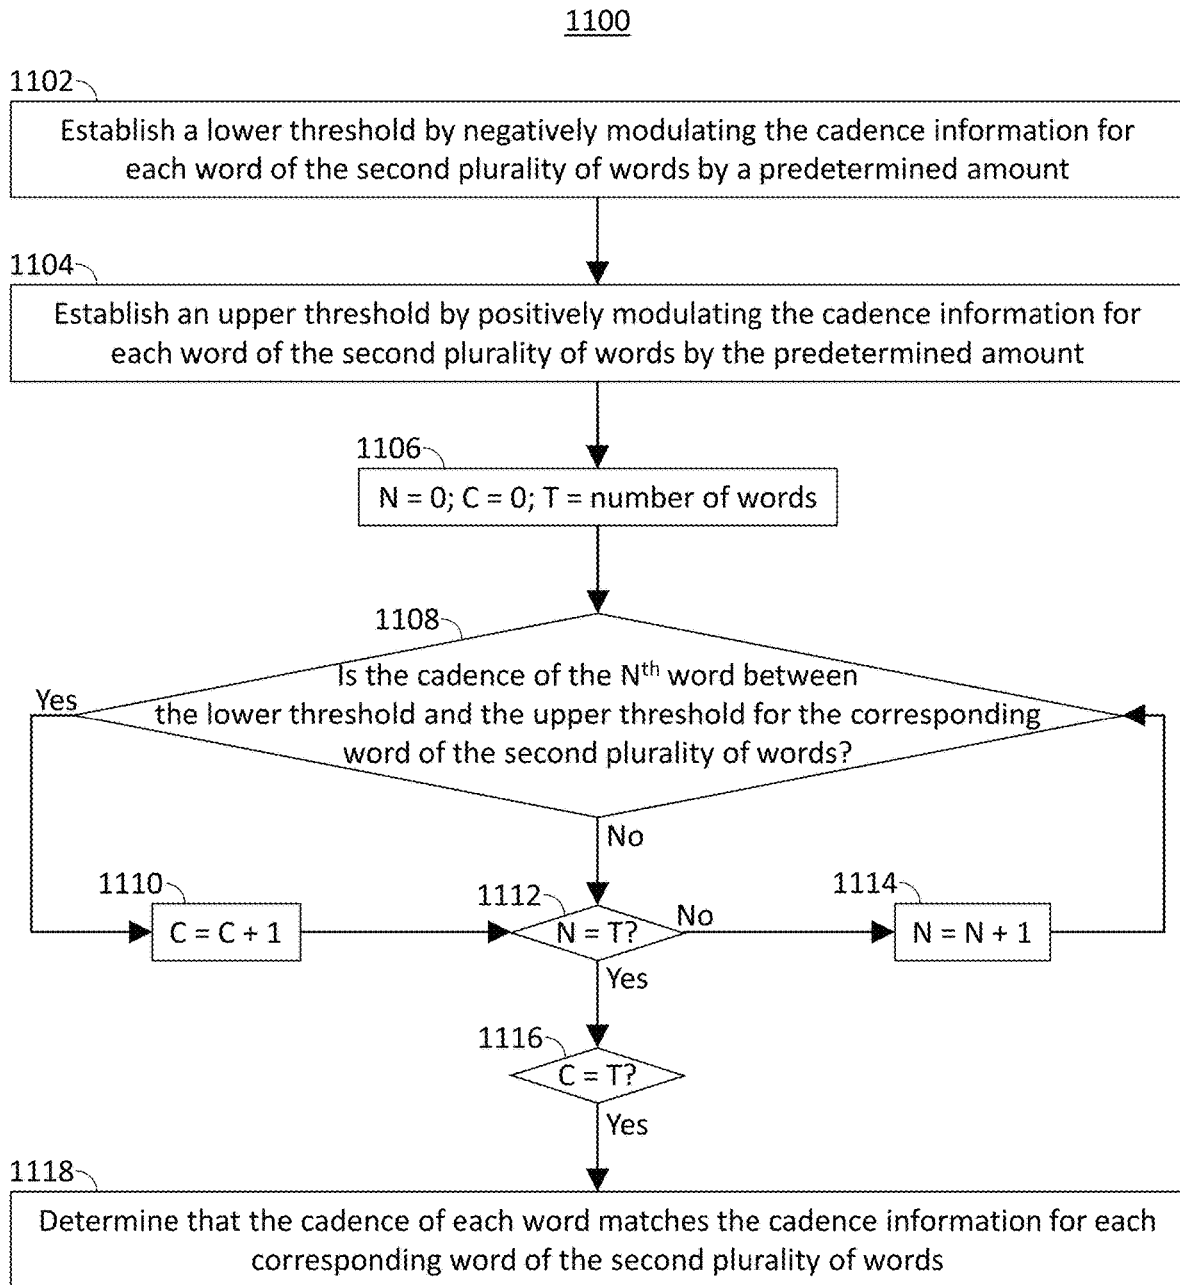 1100
1102
Establish a lower threshold by negatively modulating the cadence information for
each word of the second plurality of words by a predetermined amount
1104
Establish an upper threshold by positively modulating the cadence information for
each word of the second plurality of words by the predetermined amount
1106
N = 0; C = 0; T = number of words
1108
Is the cadence of the Nth word between
the lower threshold and the upper threshold for the corresponding
word of the second plurality of words?
Yes
No
1110
C = C + 1
1112
N = T?
No
1114
N = N + 1
Yes
1116
C = T?
Yes
1118
Determine that the cadence of each word matches the cadence information for each
corresponding word of the second plurality of words